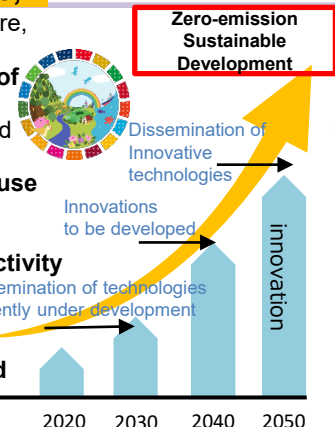 Zero-emission
Sustainable
Development
re,
of
d
Dissemination of
Innovative
technologies
use
Innovations
to be developed
ctivity
emination of technologies
ently under development
innovation
d
2020 2030 2040 2050